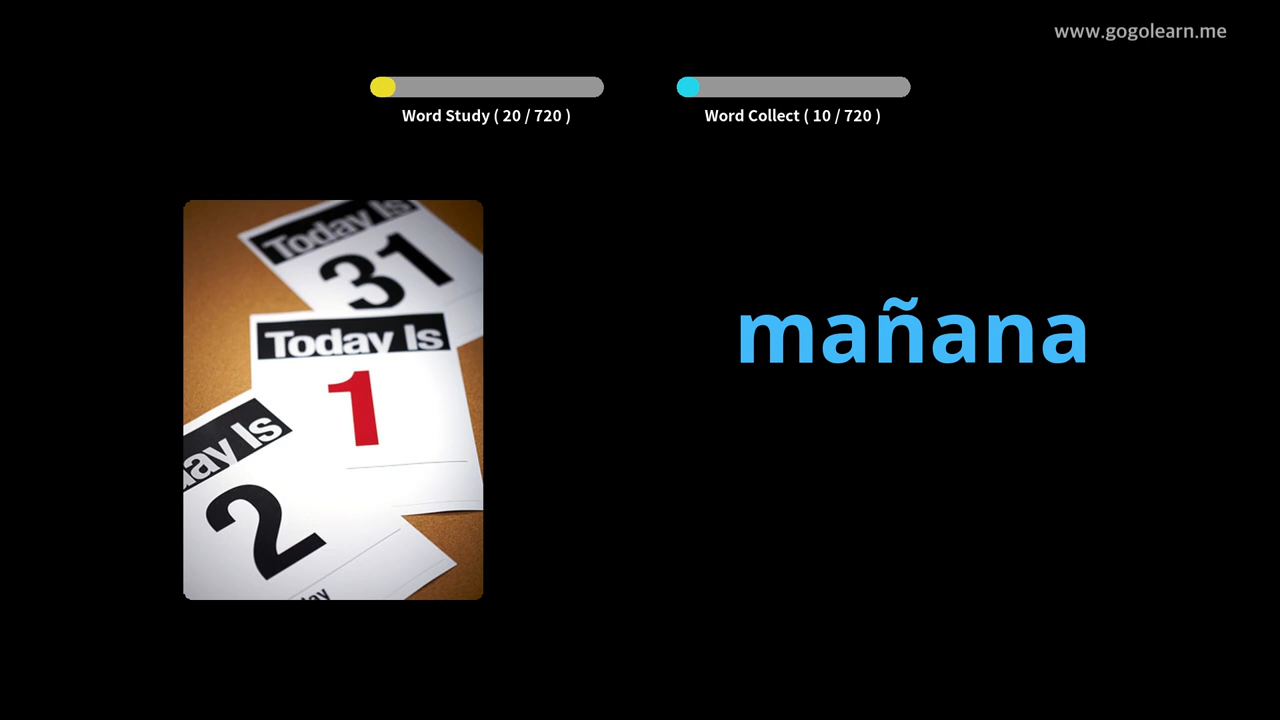 www.gogolearn.me
Word Study ( 20 / 720 )
Word Collect ( 10 / 720 )
Today Is
31
Today Is
1
ay Is
2
mañana